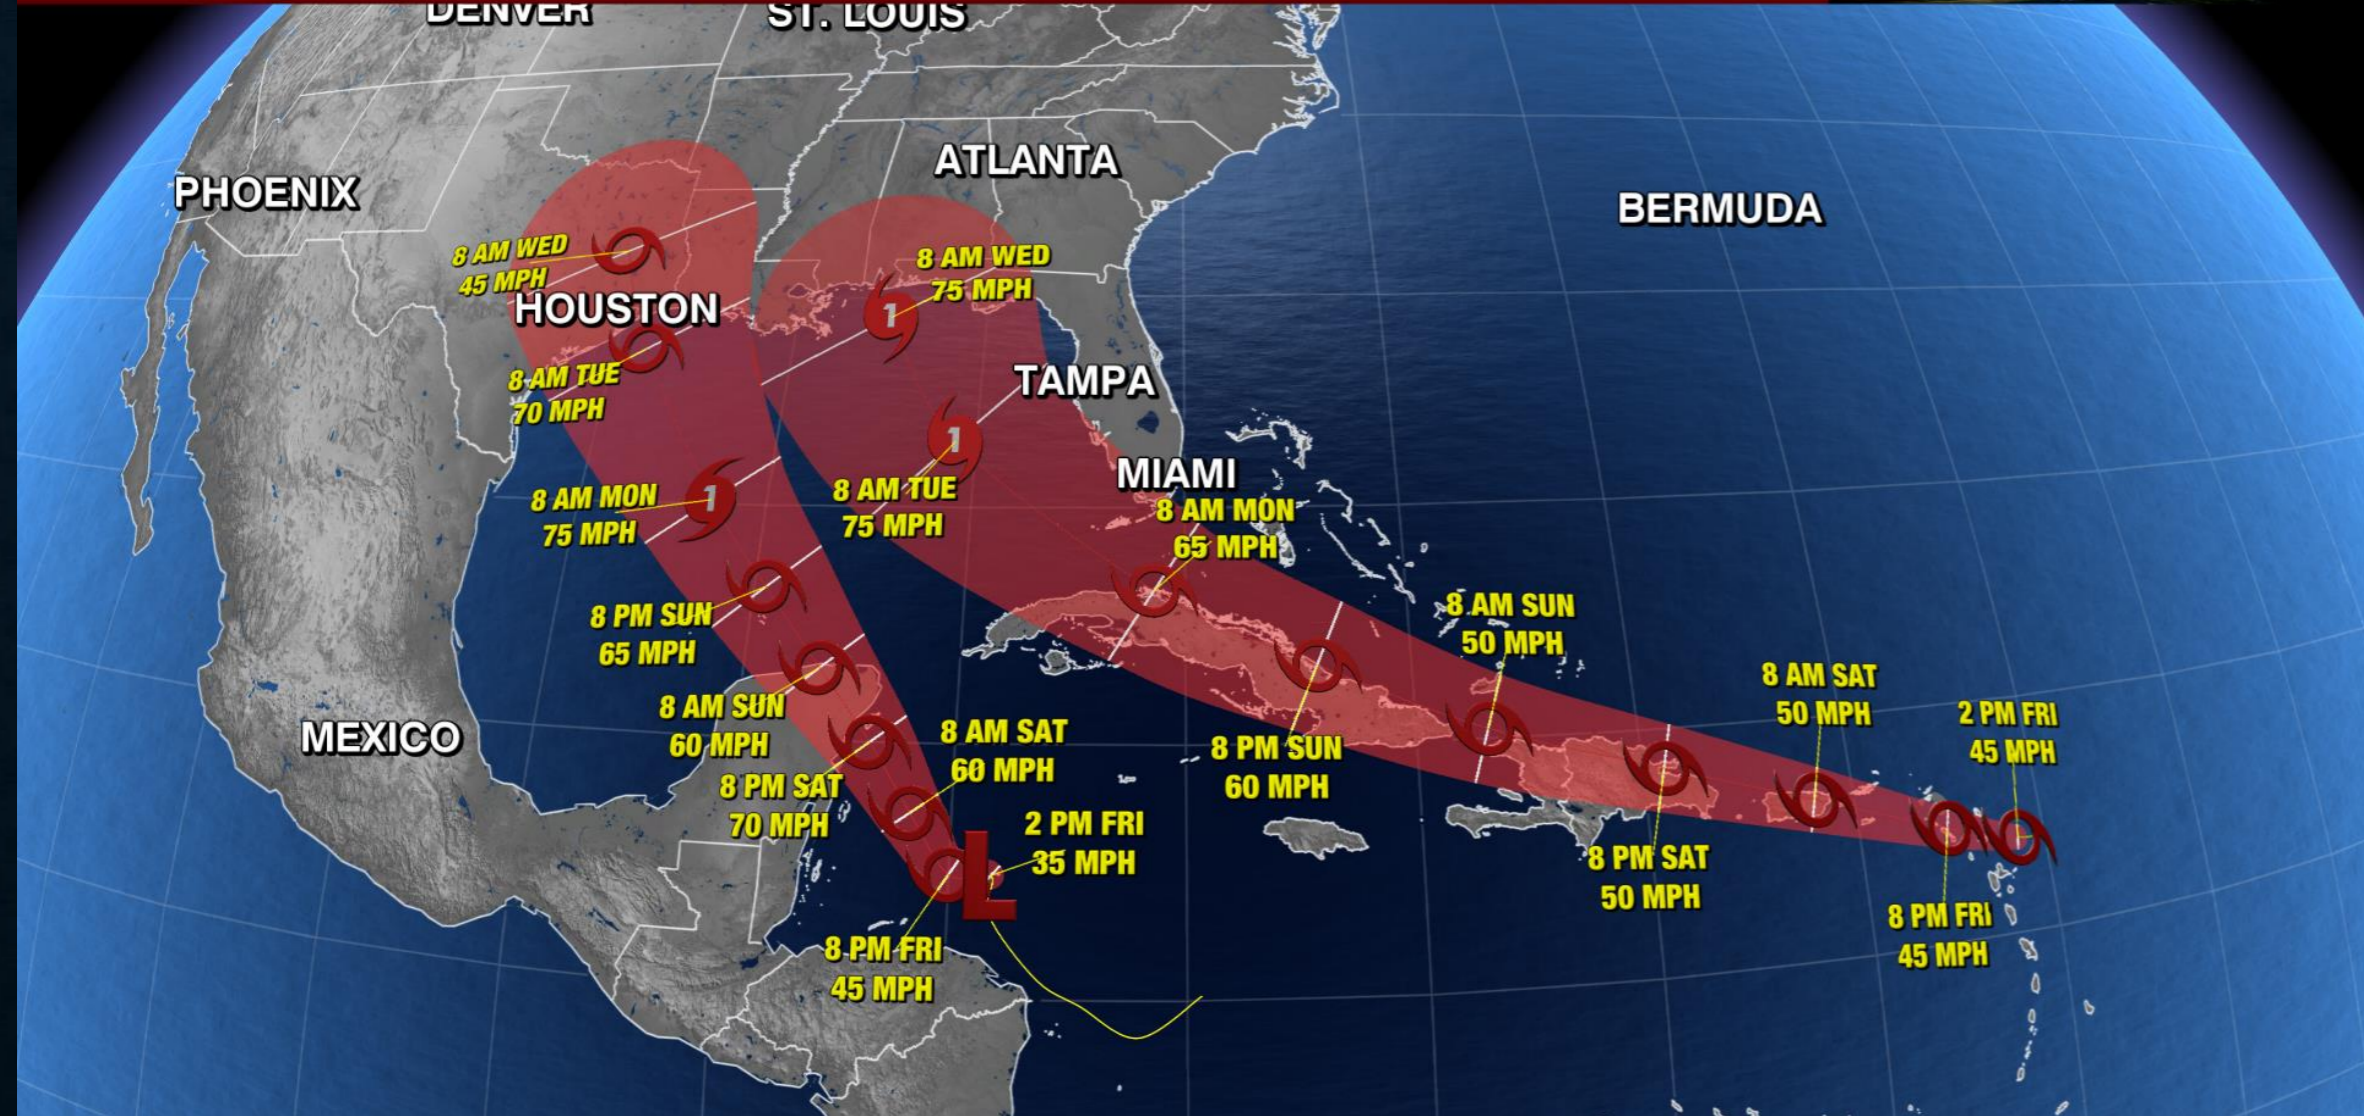 DENVER
ST. LOUIS
ATLANTA
PHOENIX
BERMUDA
8 AM WED
45 MPH
8 AM WED
75 MPH
HOUSTON
8 AM TUE
70 MPH
TAMPA
MIAMI
8 AM MON
75 MPH
8 AM TUE
75 MPH
8 AM MON
65 MPH
8 PM SUN
65 MPH
8 AM SUN
50 MPH
8 AM SUN
60 MPH
8 AM SAT
50 MPH
2 PM FRI
45 MPH
MEXICO
8 AM SAT
60 MPH
8 PM SUN
60 MPH
8 PM SAT
70 MPH
L
2 PM FRI
35 MPH
8 PM SAT
50 MPH
8 PM FRI
45 MPH
8 PM FRI
45 MPH
1
1
1